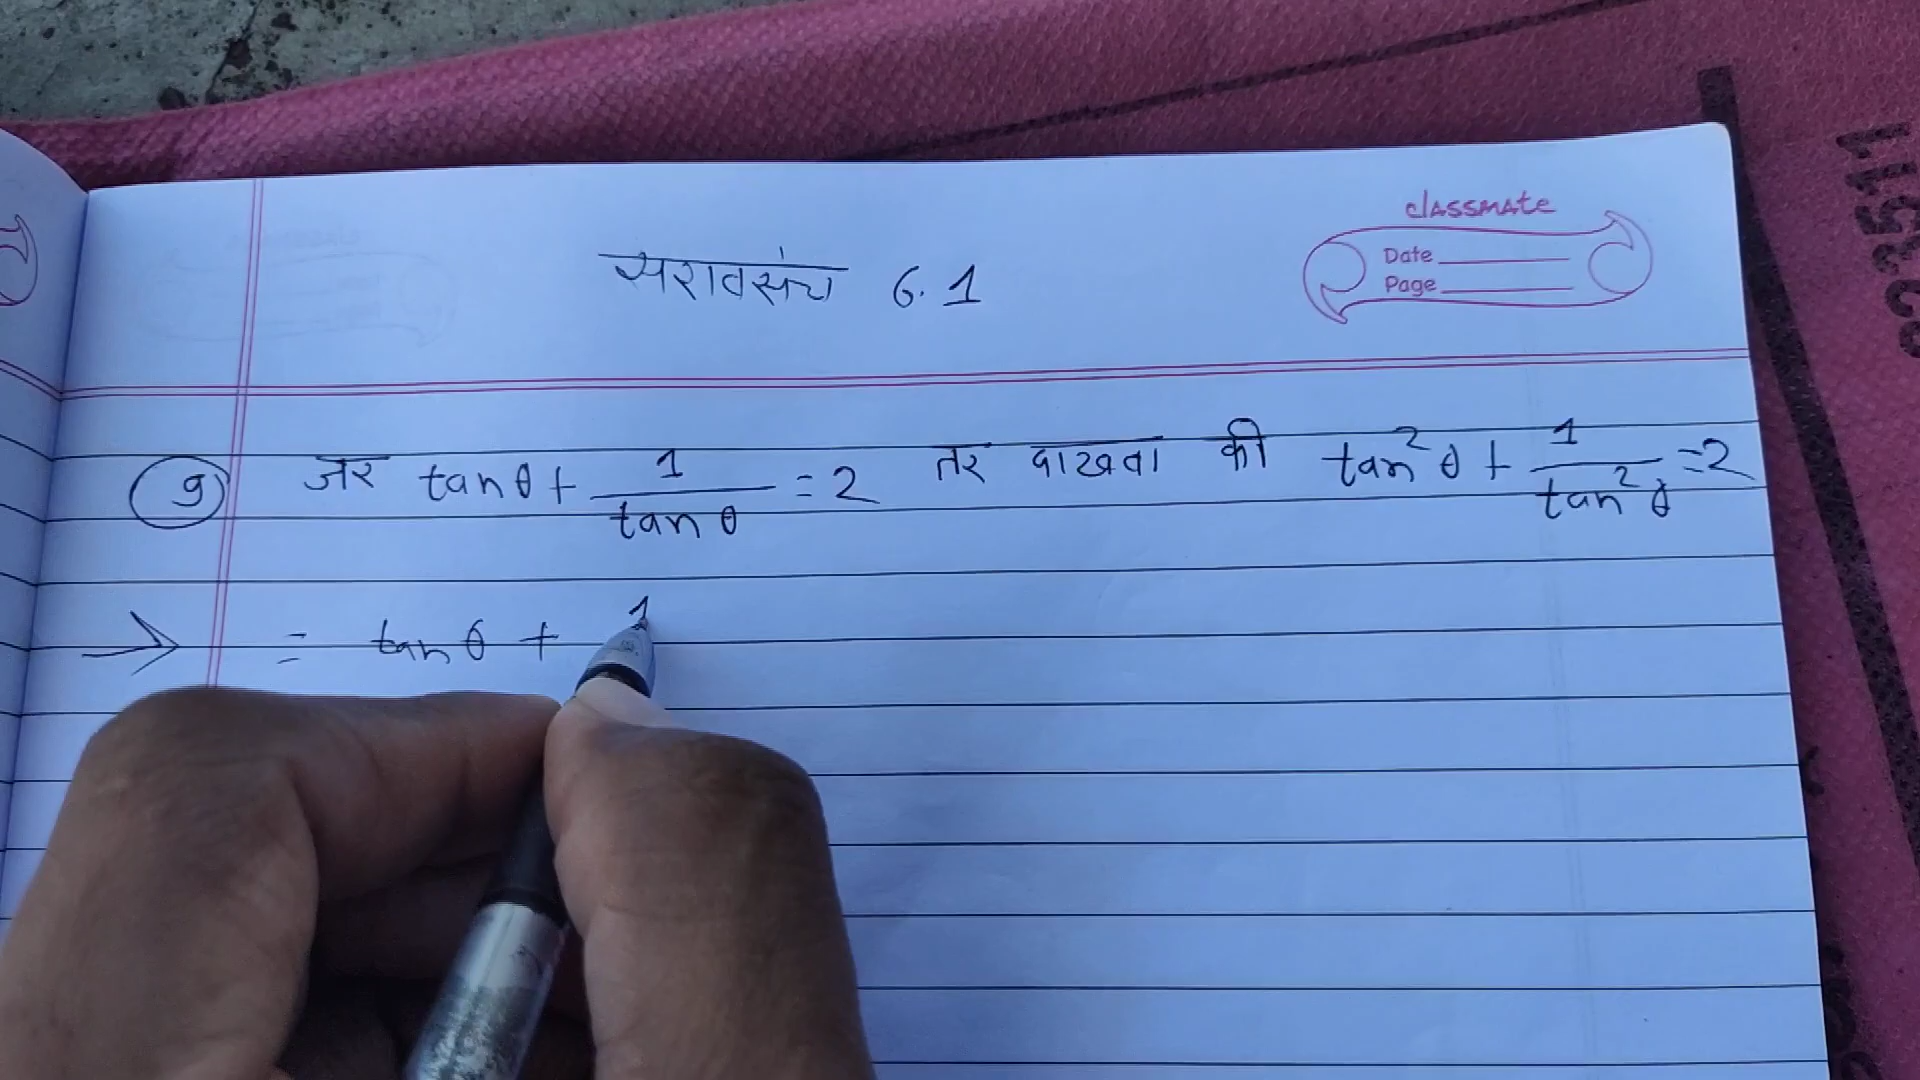 classmate
Date
Page
सरावसंच 6.1
9) जर tanθ + 1/tanθ = 2 तर दाखवा की tan²θ + 1/tan²θ = 2
→ = tanθ + 1
823511